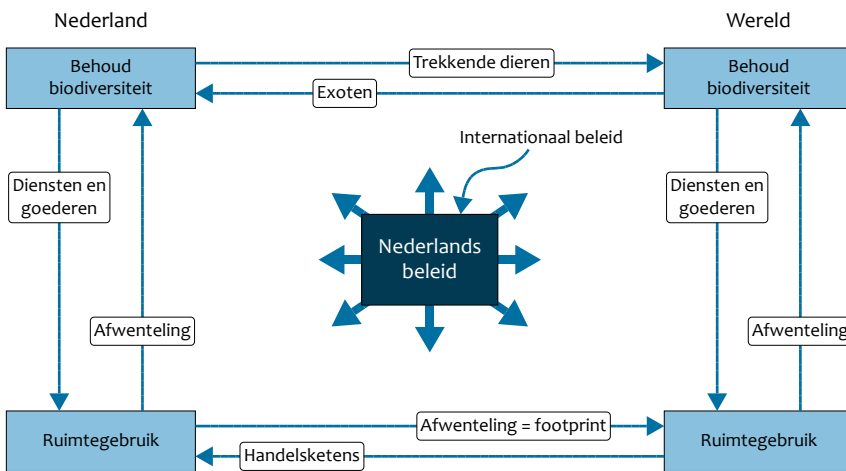 Nederland
Wereld
Behoud
biodiversiteit
Trekkende dieren
Exoten
Behoud
biodiversiteit
Internationaal beleid
Diensten en
goederen
Diensten en
goederen
Nederlands
beleid
Afwenteling
Afwenteling
Ruimtegebruik
Afwenteling = footprint
Handelsketens
Ruimtegebruik